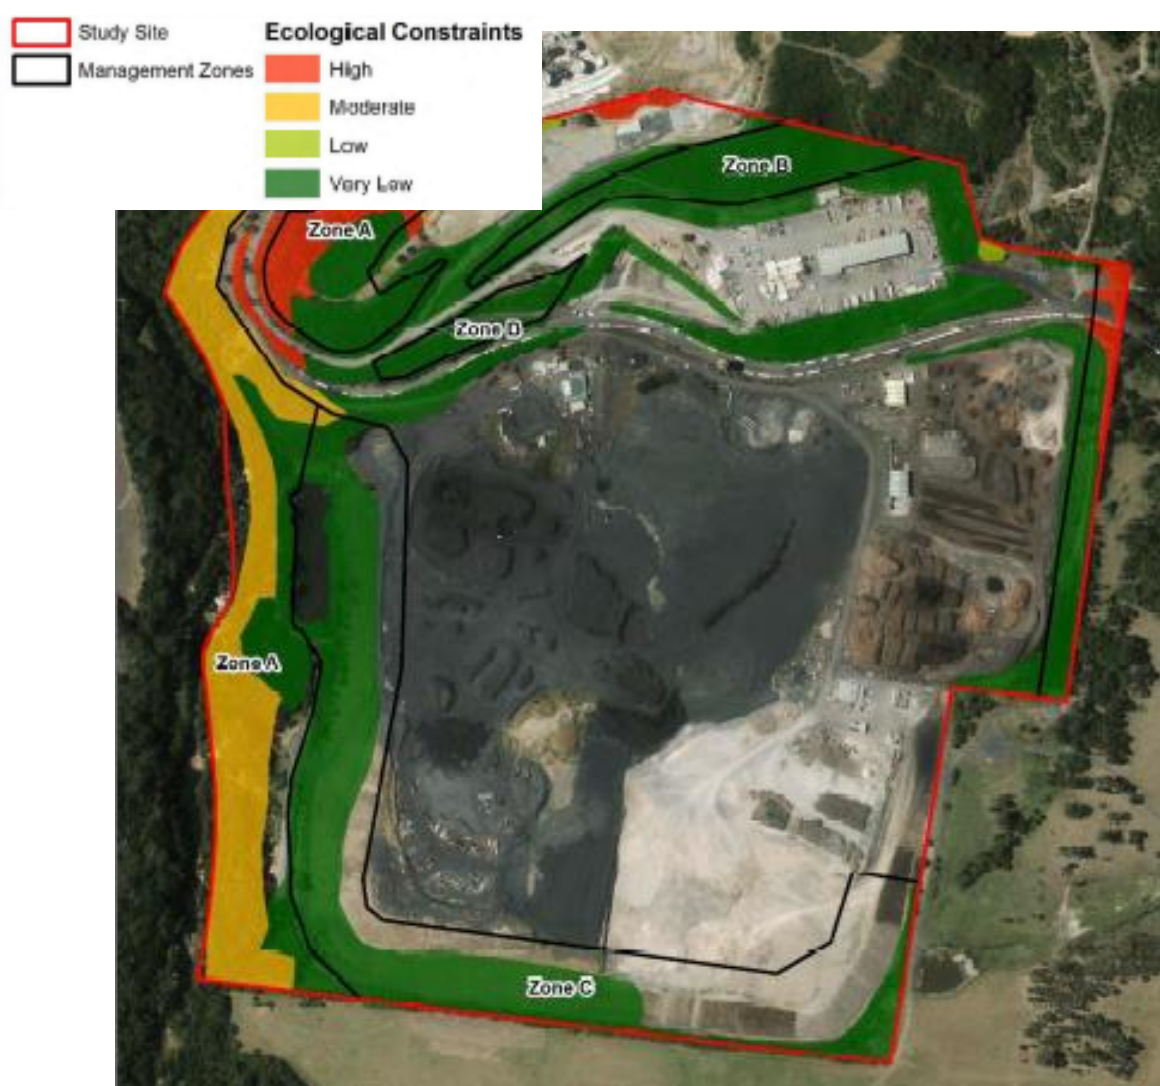 Study Site
Management Zones
Ecological Constraints
High
Moderate
Low
Very Low
Zone B
Zone A
Zone D
Zone A
Zone C